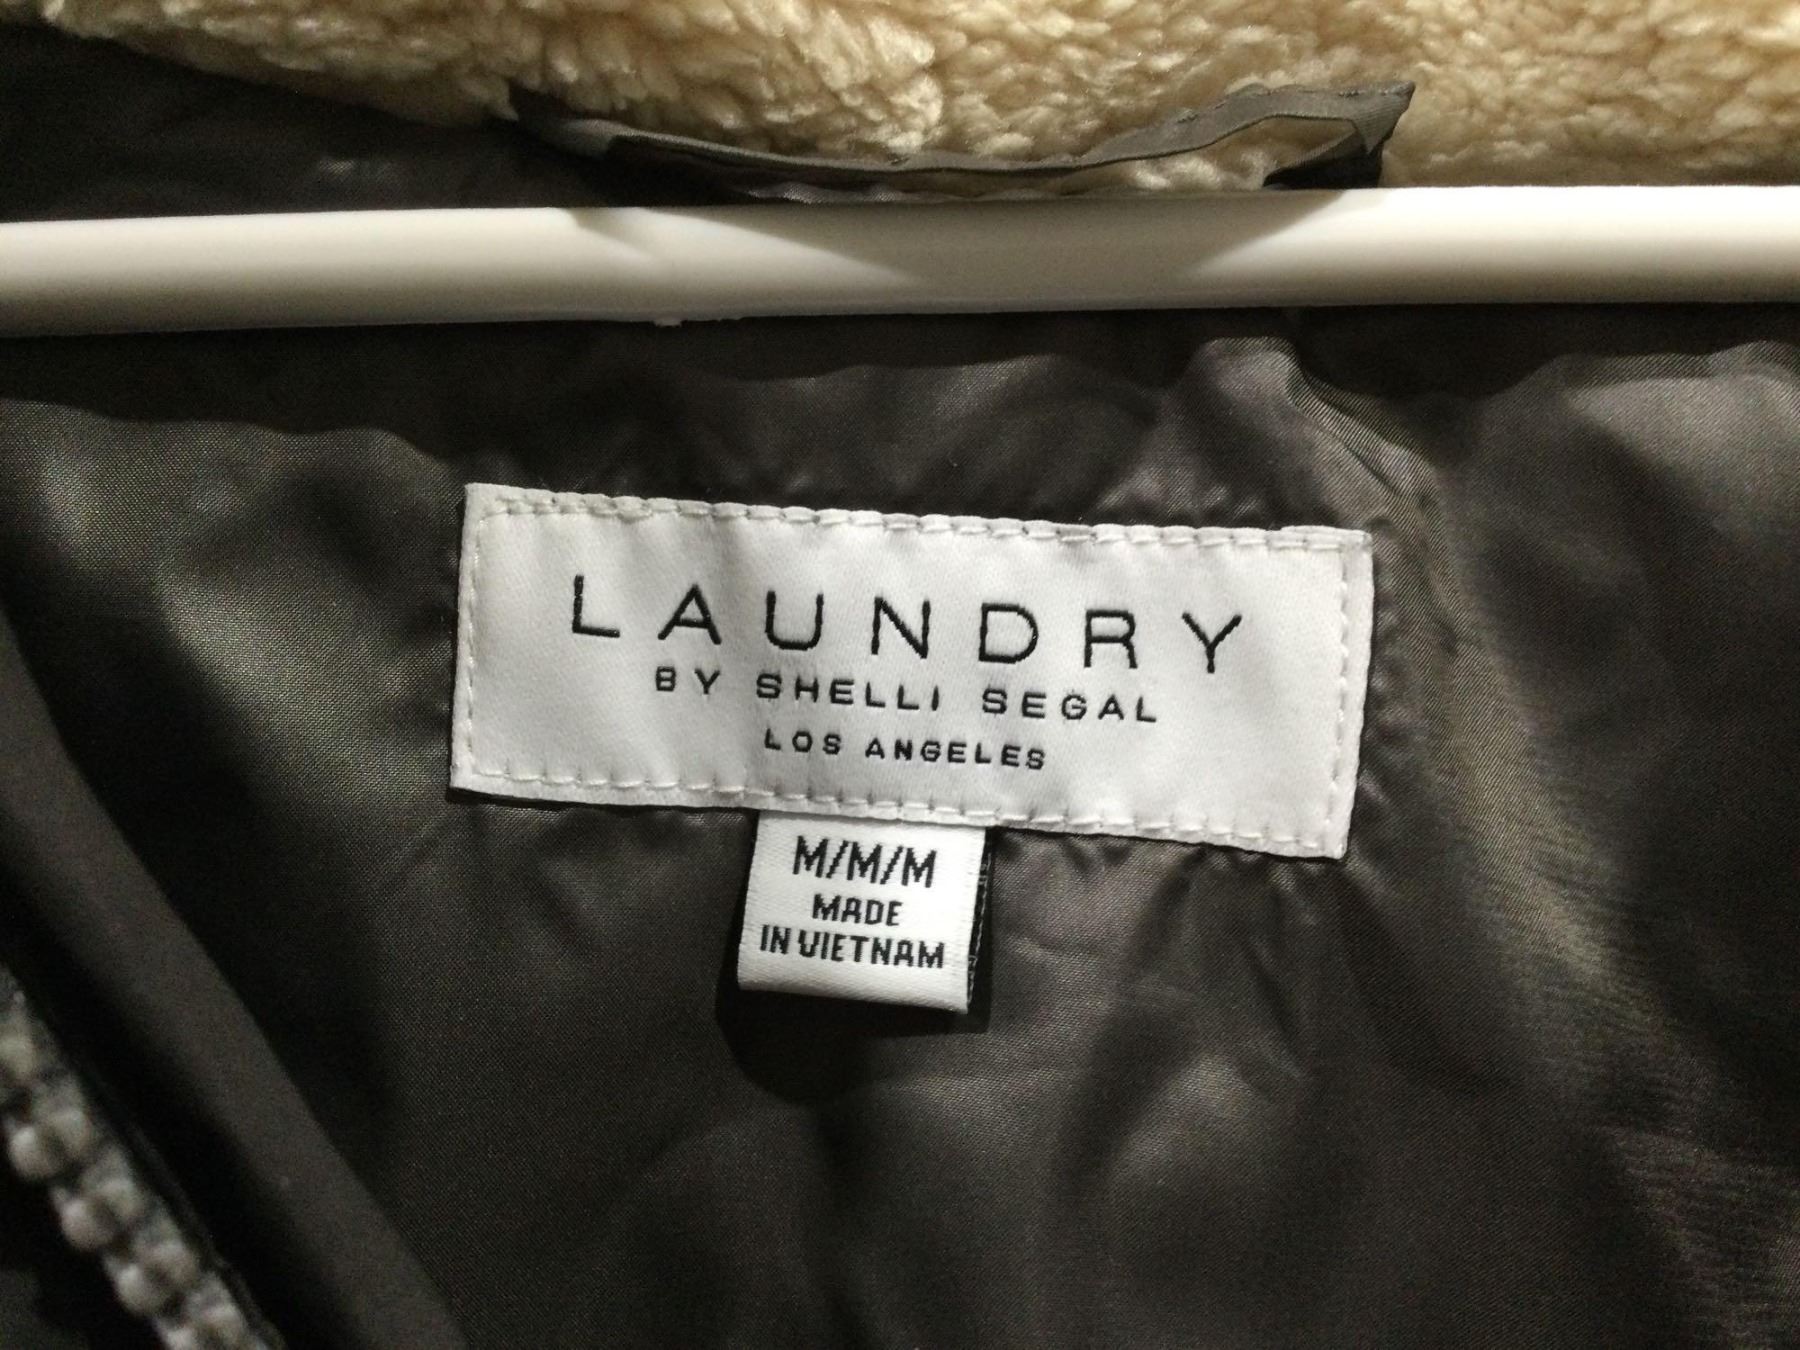 LAUNDRY
BY SHELLI SEGAL
LOS ANGELES
M/M/M
MADE
IN VIETNAM